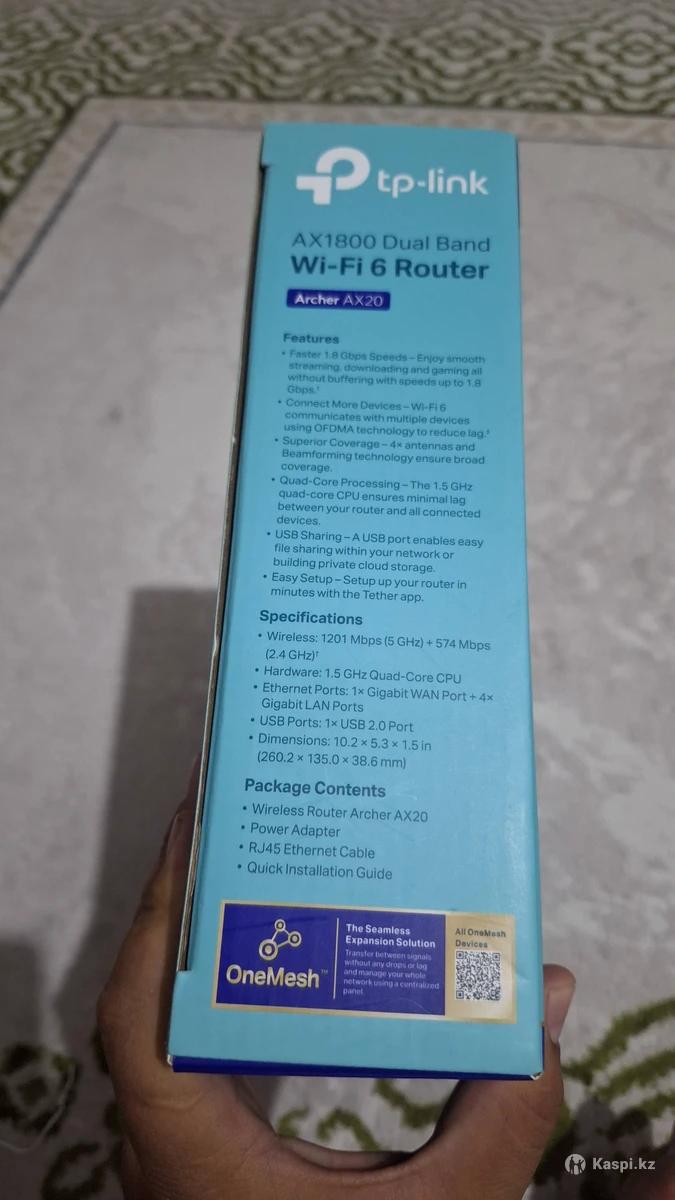 tp-link
AX1800 Dual Band
Wi-Fi 6 Router
Archer AX20
Features
• Faster 1.8 Gbps Speeds – Enjoy smooth
streaming, downloading and gaming all
without buffering with speeds up to 1.8
Gbps.†
• Connect More Devices – Wi-Fi 6
communicates with multiple devices
using OFDMA technology to reduce lag.‡
• Superior Coverage – 4× antennas and
Beamforming technology ensure broad
coverage.
• Quad-Core Processing – The 1.5 GHz
quad-core CPU ensures minimal lag
between your router and all connected
devices.
• USB Sharing – A USB port enables easy
file sharing within your network or
building private cloud storage.
• Easy Setup – Setup up your router in
minutes with the Tether app.
Specifications
• Wireless: 1201 Mbps (5 GHz) + 574 Mbps
(2.4 GHz)†
• Hardware: 1.5 GHz Quad-Core CPU
• Ethernet Ports: 1× Gigabit WAN Port + 4×
Gigabit LAN Ports
• USB Ports: 1× USB 2.0 Port
• Dimensions: 10.2 × 5.3 × 1.5 in
(260.2 × 135.0 × 38.6 mm)
Package Contents
• Wireless Router Archer AX20
• Power Adapter
• RJ45 Ethernet Cable
• Quick Installation Guide
OneMesh™
The Seamless
Expansion Solution
Transfer between signals
without any drops or lag
and manage your whole
network using a centralized
panel.
All OneMesh
Devices
Kaspi.kz